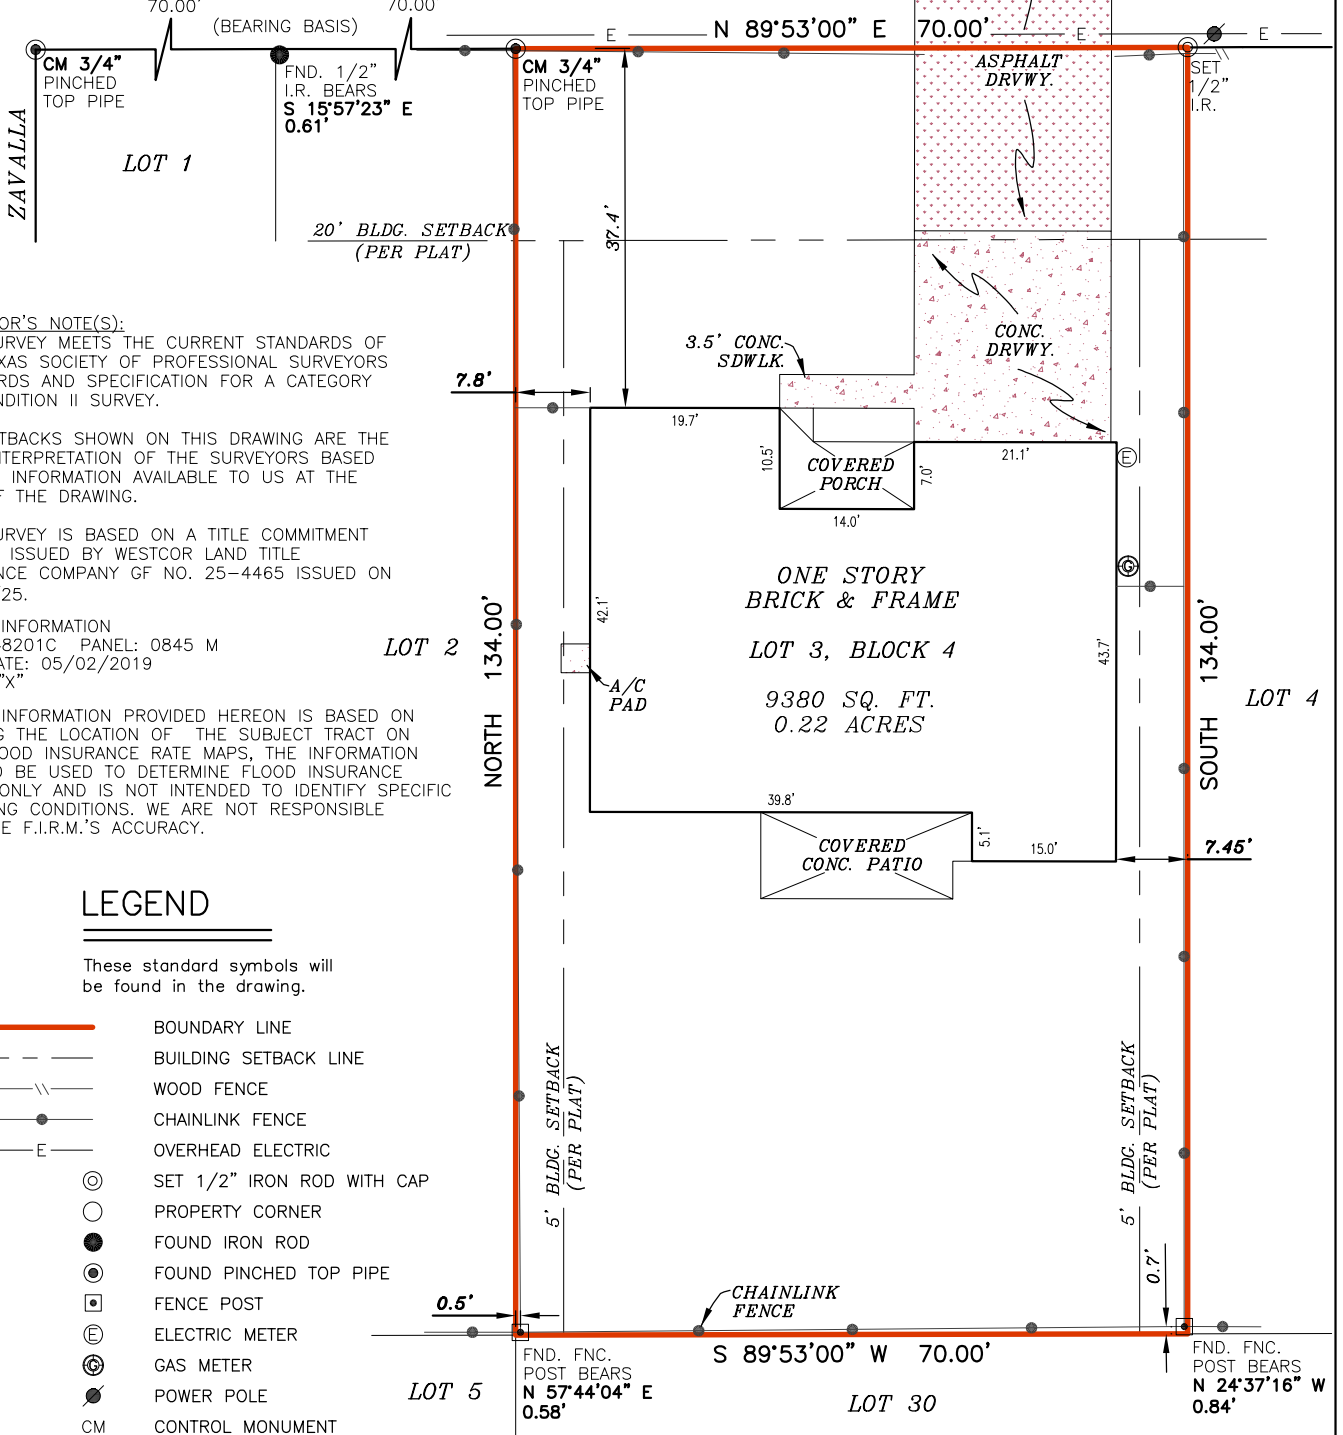 70.00'
70.00'
(BEARING BASIS)
E
N 89°53'00" E 70.00'
E
E
CM 3/4"
PINCHED
TOP PIPE
FND. 1/2"
I.R. BEARS
S 15°57'23" E
0.61'
CM 3/4"
PINCHED
TOP PIPE
ASPHALT
DRVWY.
SET
1/2"
I.R.
ZAVALLA
LOT 1
20' BLDG. SETBACK
(PER PLAT)
37.4'
OR'S NOTE(S):
URVEY MEETS THE CURRENT STANDARDS OF
XAS SOCIETY OF PROFESSIONAL SURVEYORS
RDS AND SPECIFICATION FOR A CATEGORY
NDITION II SURVEY.
TBACKS SHOWN ON THIS DRAWING ARE THE
NTERPRETATION OF THE SURVEYORS BASED
INFORMATION AVAILABLE TO US AT THE
F THE DRAWING.
URVEY IS BASED ON A TITLE COMMITMENT
ISSUED BY WESTCOR LAND TITLE
NCE COMPANY GF NO. 25-4465 ISSUED ON
/25.
INFORMATION
48201C PANEL: 0845 M
ATE: 05/02/2019
"X"
INFORMATION PROVIDED HEREON IS BASED ON
G THE LOCATION OF THE SUBJECT TRACT ON
OOD INSURANCE RATE MAPS, THE INFORMATION
O BE USED TO DETERMINE FLOOD INSURANCE
ONLY AND IS NOT INTENDED TO IDENTIFY SPECIFIC
NG CONDITIONS. WE ARE NOT RESPONSIBLE
E F.I.R.M.'S ACCURACY.
3.5' CONC.
SDWLK.
CONC.
DRVWY.
7.8'
19.7'
10.5'
COVERED
PORCH
7.0'
21.1'
E
14.0'
G
ONE STORY
BRICK & FRAME
LOT 3, BLOCK 4
9380 SQ. FT.
0.22 ACRES
42.1'
43.7'
LOT 2
NORTH 134.00'
SOUTH 134.00'
LOT 4
A/C
PAD
39.8'
COVERED
CONC. PATIO
5.1'
15.0'
7.45'
LEGEND
These standard symbols will
be found in the drawing.
BOUNDARY LINE
BUILDING SETBACK LINE
WOOD FENCE
CHAINLINK FENCE
E OVERHEAD ELECTRIC
SET 1/2" IRON ROD WITH CAP
PROPERTY CORNER
FOUND IRON ROD
FOUND PINCHED TOP PIPE
FENCE POST
E ELECTRIC METER
G GAS METER
POWER POLE
CM CONTROL MONUMENT
5' BLDG. SETBACK
(PER PLAT)
5' BLDG. SETBACK
(PER PLAT)
0.7'
0.5'
CHAINLINK
FENCE
S 89°53'00" W 70.00'
FND. FNC.
POST BEARS
N 57°44'04" E
0.58'
FND. FNC.
POST BEARS
N 24°37'16" W
0.84'
LOT 5
LOT 30